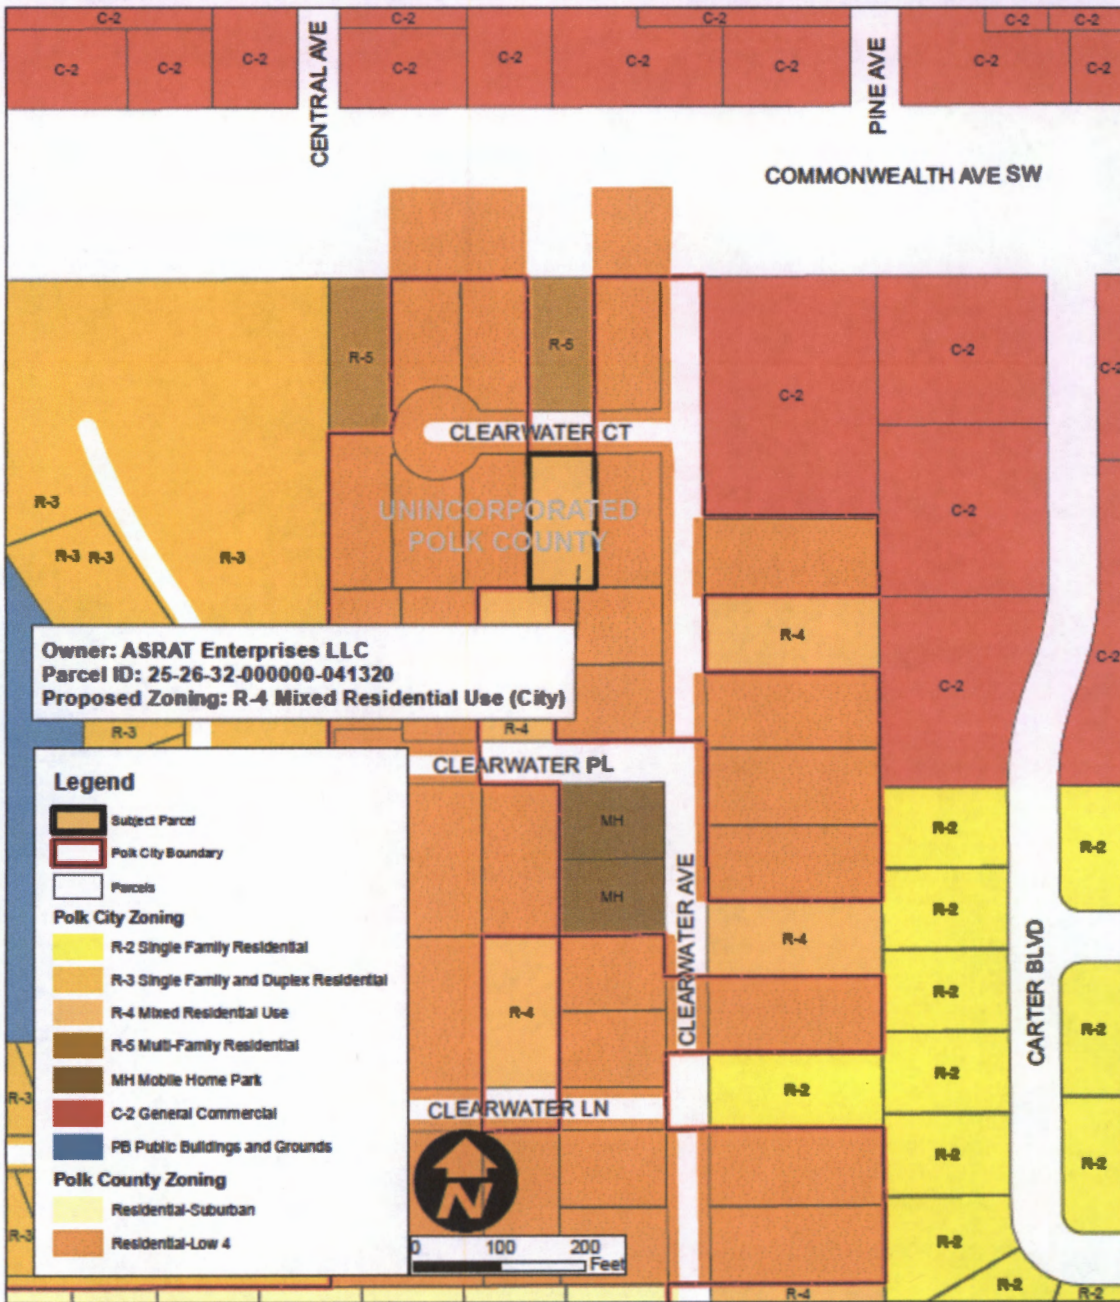 C-2 C-2 C-2 C-2 C-2
C-2 C-2 C-2 C-2 C-2 C-2 C-2 C-2
CENTRAL AVE
PINE AVE
COMMONWEALTH AVE SW
R-5 R-5 C-2
C-2 C-2
CLEARWATER CT
R-3 UNINCORPORATED C-2
POLK COUNTY
R-3 R-3 R-3
R-4
Owner: ASRAT Enterprises LLC
Parcel ID: 25-26-32-000000-041320
Proposed Zoning: R-4 Mixed Residential Use (City)
C-2
C-2
R-3 R-4
CLEARWATER PL
Legend
Subject Parcel
Polk City Boundary
Parcels
Polk City Zoning
R-2 Single Family Residential
R-3 Single Family and Duplex Residential
R-4 Mixed Residential Use
R-5 Multi-Family Residential
MH Mobile Home Park
C-2 General Commercial
PB Public Buildings and Grounds
Polk County Zoning
Residential-Suburban
Residential-Low 4
MH
MH
CLEARWATER AVE
R-2 R-2
R-2
R-4 R-4
CARTER BLVD
R-2
R-2
R-3
R-2 R-2
CLEARWATER LN
R-2
R-2
R-3
R-2
N
0 100 200
Feet
R-2 R-2
R-4